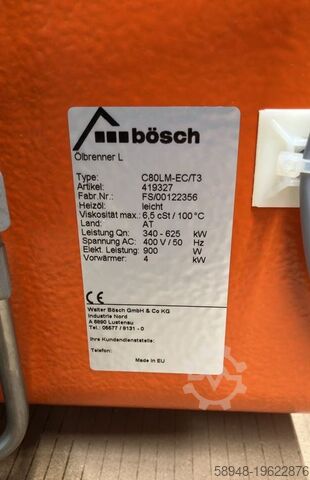 bösch
Ölbrenner L
Type: C80LM-EC/T3
Artikel: 419327
Fabr.Nr.: FS/00122356
Heizöl: leicht
Viskosität max.: 6,5 cSt / 100 °C
Land: AT
Leistung Qn: 340 - 625 kW
Spannung AC: 400 V / 50 Hz
Elekt. Leistung: 900 W
Vorwärmer: 4 kW
CE
Walter Bösch GmbH & Co KG
Industrie Nord
A 6890 Lustenau
Tel.: 05577 / 8131 - 0
Ihre Kundendienststelle:
Telefon:
Made in EU
58948-19622876